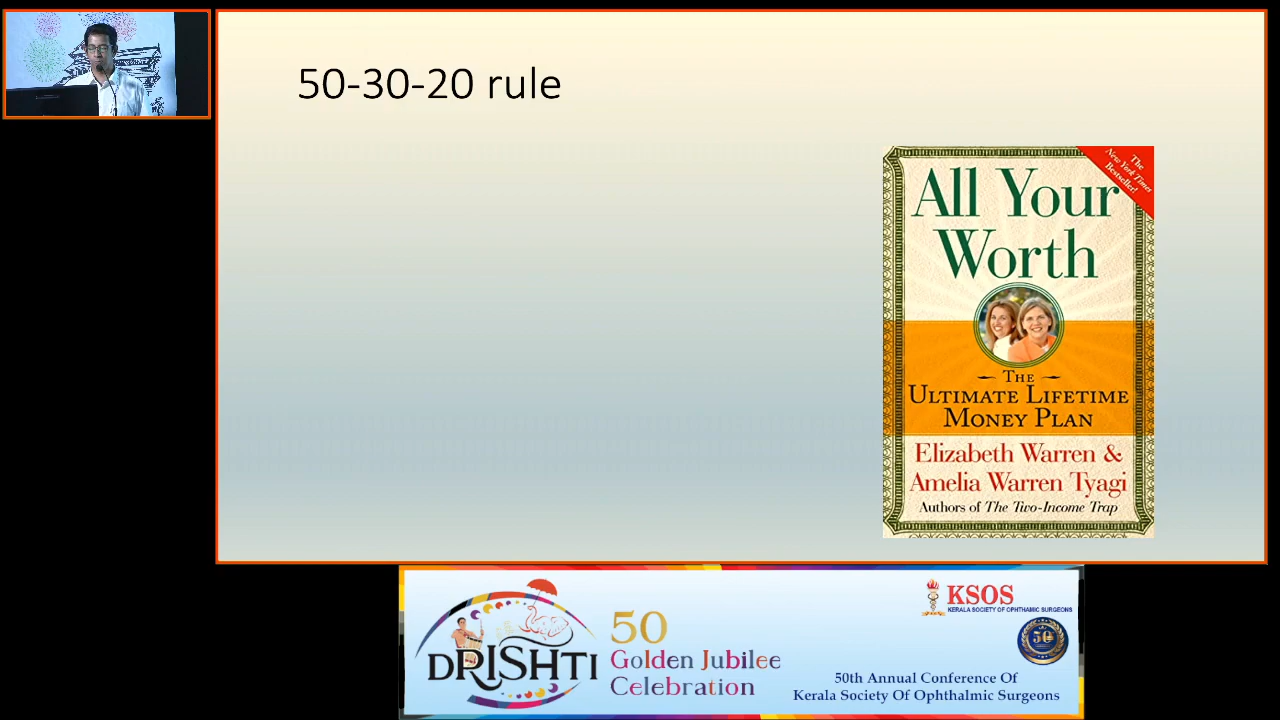 50-30-20 rule
The
New York Times
Bestseller!
All Your
Worth
THE
ULTIMATE LIFETIME
MONEY PLAN
Elizabeth Warren &
Amelia Warren Tyagi
Authors of The Two-Income Trap
DRISHTI
50
Golden Jubilee
Celebration
KSOS
KERALA SOCIETY OF OPHTHAMIC SURGEONS
50
50th Annual Conference Of
Kerala Society Of Ophthalmic Surgeons